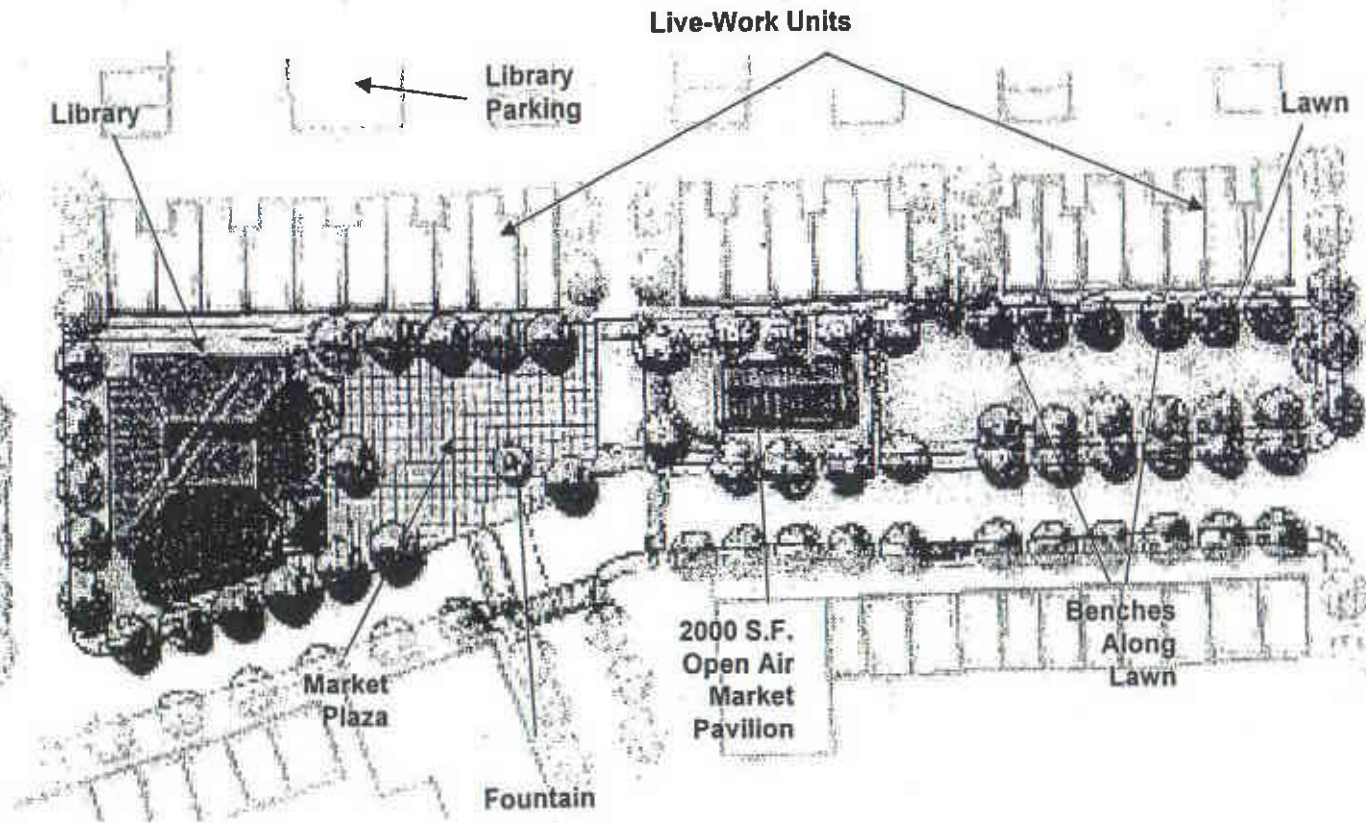 Live-Work Units
Library
Parking
Library
Lawn
2000 S.F.
Open Air
Market
Pavilion
Benches
Along
Lawn
Market
Plaza
Fountain